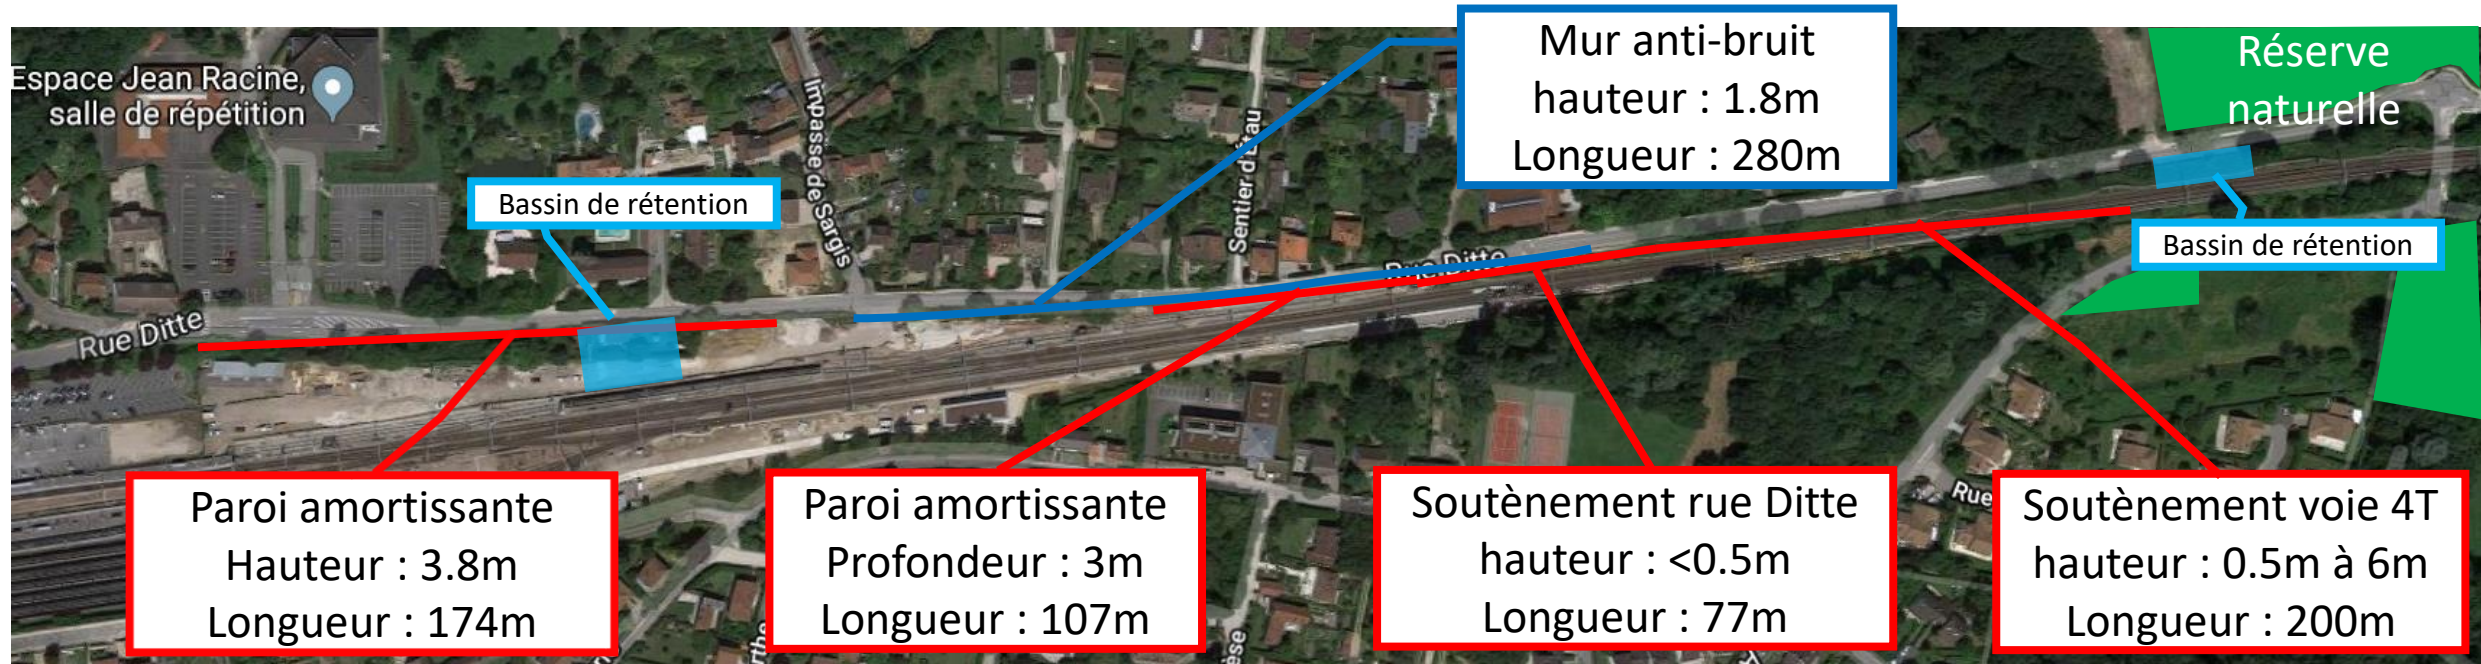 Mur anti-bruit
hauteur : 1.8m
Longueur : 280m
Réserve
naturelle
Espace Jean Racine,
salle de répétition
Impasse de Sargis
Sentier d'Étau
Bassin de rétention
Bassin de rétention
Rue Ditte
Rue Ditte
Paroi amortissante
Hauteur : 3.8m
Longueur : 174m
Paroi amortissante
Profondeur : 3m
Longueur : 107m
Soutènement rue Ditte
hauteur : <0.5m
Longueur : 77m
Rue
Soutènement voie 4T
hauteur : 0.5m à 6m
Longueur : 200m